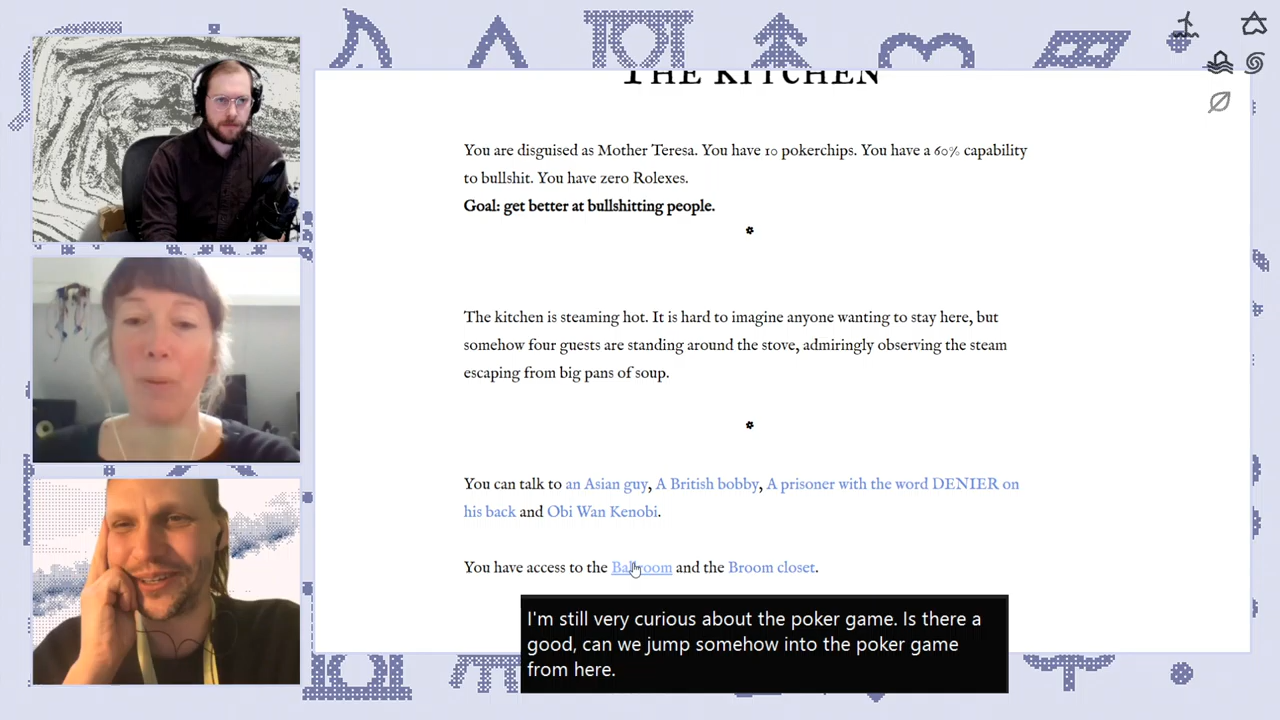 THE KITCHEN
You are disguised as Mother Teresa. You have 10 pokerchips. You have a 60% capability
to bullshit. You have zero Rolexes.
Goal: get better at bullshitting people.
The kitchen is steaming hot. It is hard to imagine anyone wanting to stay here, but
somehow four guests are standing around the stove, admiringly observing the steam
escaping from big pans of soup.
You can talk to an Asian guy, A British bobby, A prisoner with the word DENIER on
his back and Obi Wan Kenobi.
You have access to the Ballroom and the Broom closet.
I'm still very curious about the poker game. Is there a
good, can we jump somehow into the poker game
from here.